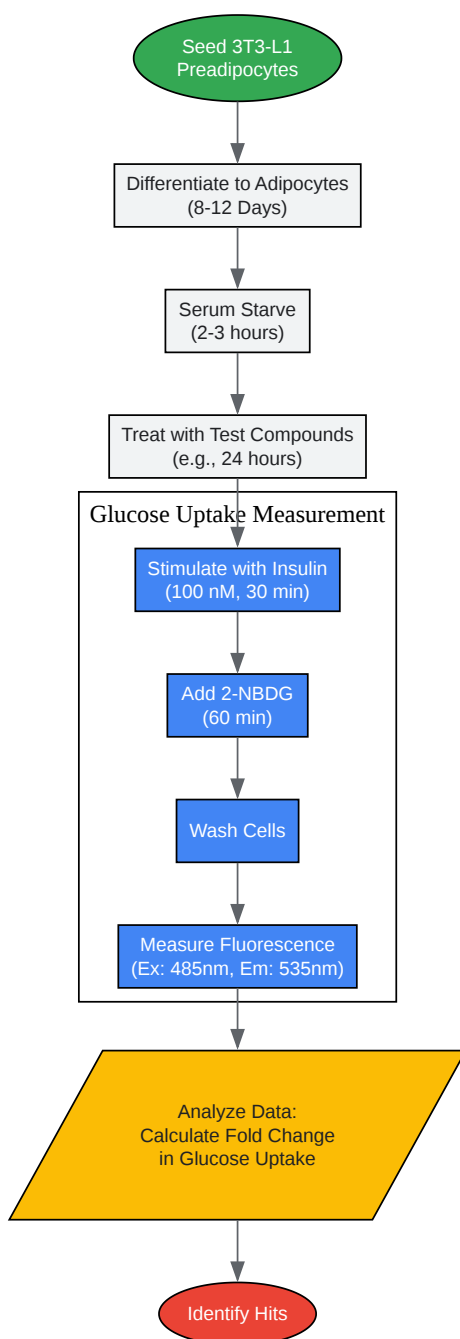 Seed 3T3-L1
Preadipocytes
Differentiate to Adipocytes
(8-12 Days)
Serum Starve
(2-3 hours)
Treat with Test Compounds
(e.g., 24 hours)
Glucose Uptake Measurement
Stimulate with Insulin
(100 nM, 30 min)
Add 2-NBDG
(60 min)
Wash Cells
Measure Fluorescence
(Ex: 485nm, Em: 535nm)
Analyze Data:
Calculate Fold Change
in Glucose Uptake
Identify Hits